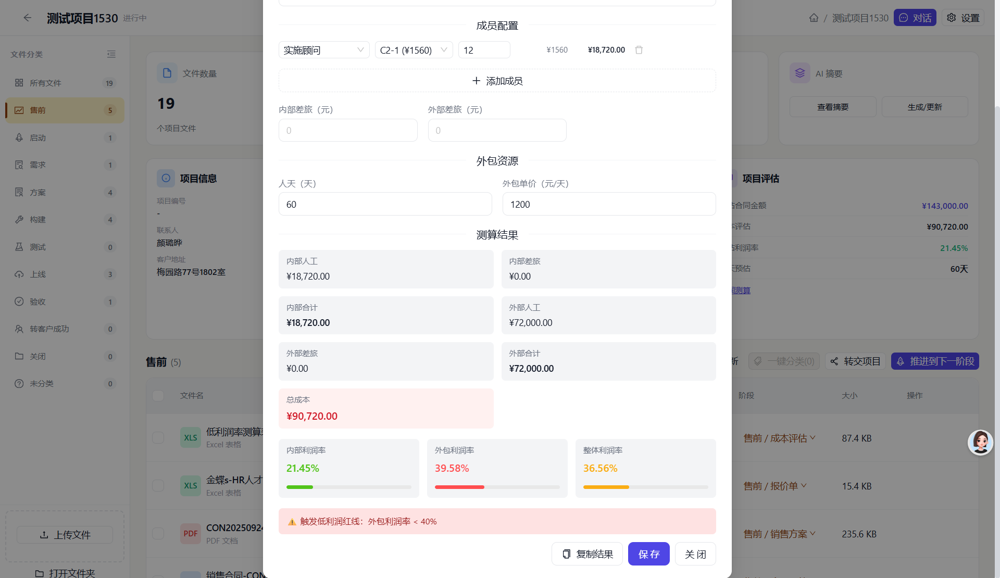 测试项目1530 进行中
/ 测试项目1530
对话
设置
文件分类
所有文件 19
售前 5
启动 1
需求 1
方案 4
构建 4
测试 0
上线 3
验收 1
转客户成功 0
关闭 0
未分类 0
上传文件
打开文件夹
文件数量
19
个项目文件
项目信息
项目编号
-
联系人
颜璐晔
客户地址
梅园路77号1802室
售前 (5)
文件名
XLS
低利润率测算
Excel 表格
XLS
金蝶s-HR人才
Excel 表格
PDF
CON2025092
PDF 文档
销售合同-CON
成员配置
实施顾问
C2-1 (¥1560)
12
¥1560
¥18,720.00
添加成员
内部差旅（元）
外部差旅（元）
0
0
外包资源
人天（天）
外包单价（元/天）
60
1200
测算结果
内部人工
¥18,720.00
内部差旅
¥0.00
内部合计
¥18,720.00
外部人工
¥72,000.00
外部差旅
¥0.00
外部合计
¥72,000.00
总成本
¥90,720.00
内部利润率
21.45%
外包利润率
39.58%
整体利润率
36.56%
触发低利润红线：外包利润率 < 40%
复制结果
保存
关闭
AI 摘要
查看摘要
生成/更新
项目评估
合同金额
¥143,000.00
评估
¥90,720.00
利润率
21.45%
预估
60天
测算
新
一键分类(0)
转交项目
推进到下一阶段
阶段
大小
操作
售前 / 成本评估
87.4 KB
售前 / 报价单
15.4 KB
售前 / 销售方案
235.6 KB